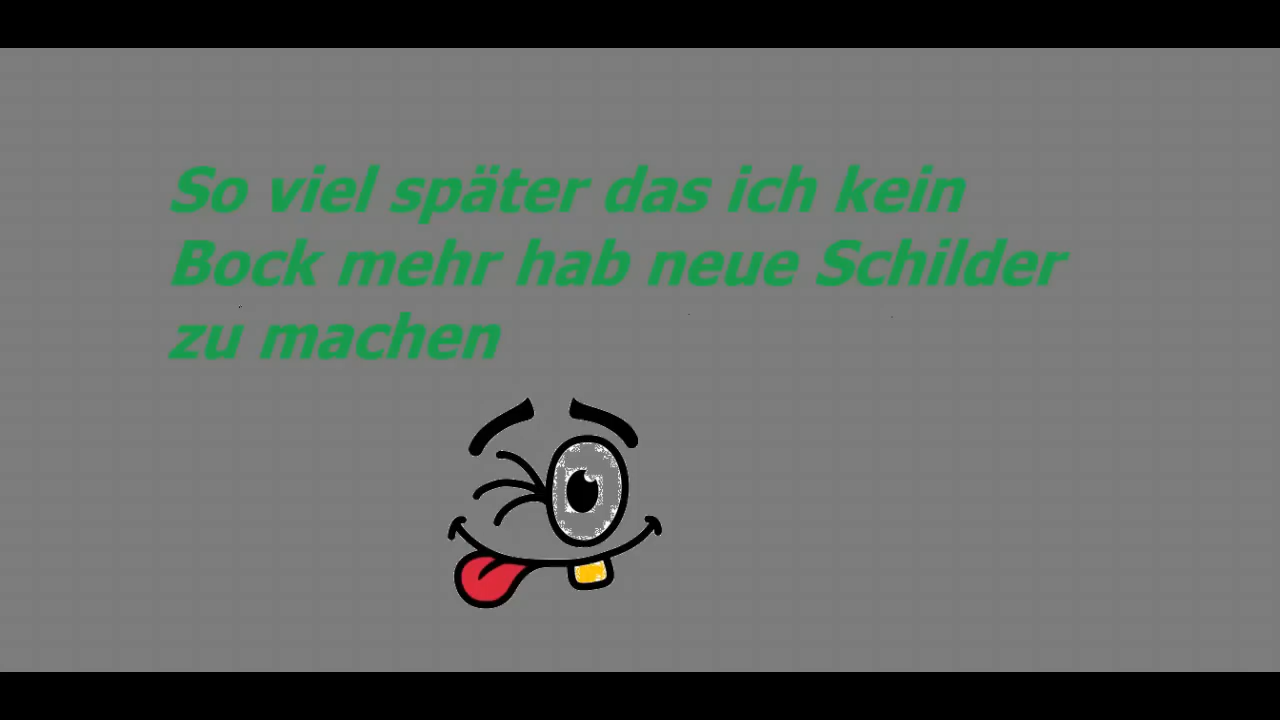 So viel später das ich kein
Bock mehr hab neue Schilder
zu machen